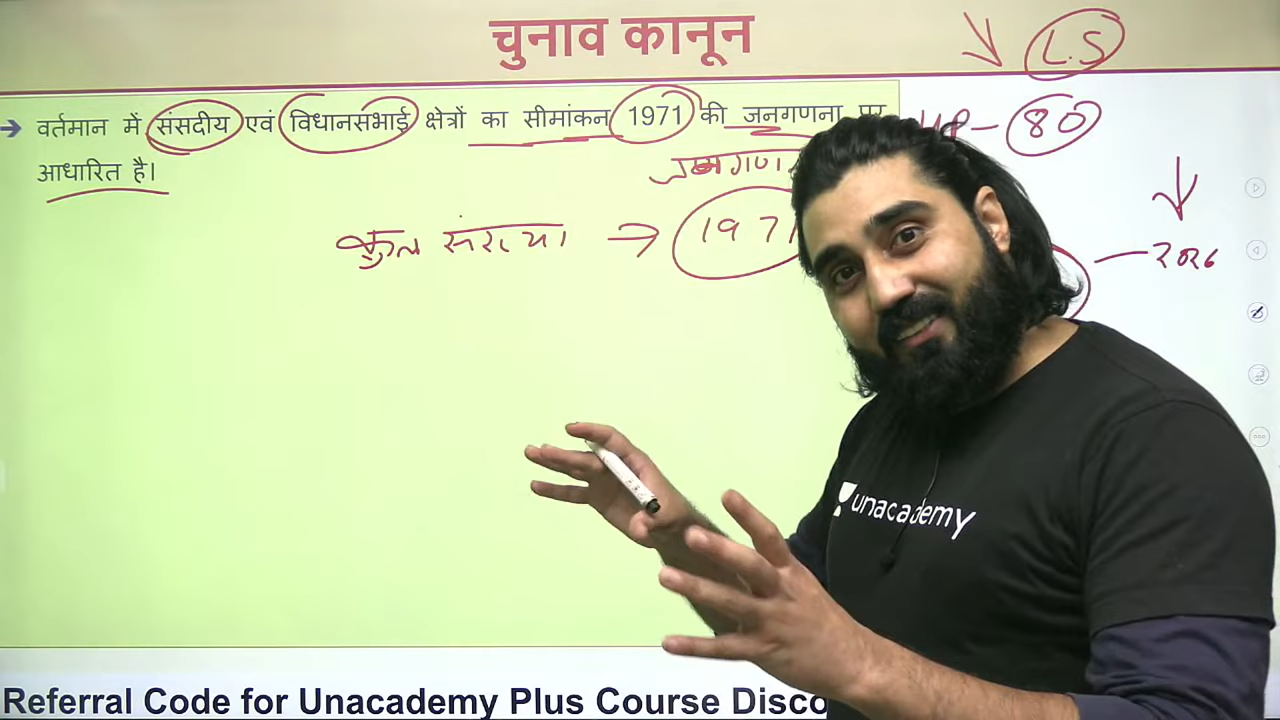 चुनाव कानून
L.S
वर्तमान में संसदीय एवं विधानसभाई क्षेत्रों का सीमांकन 1971 की जनगणना पर
UP - 80
आधारित है।
कुल संख्या → 1971
2026
unacademy
Referral Code for Unacademy Plus Course